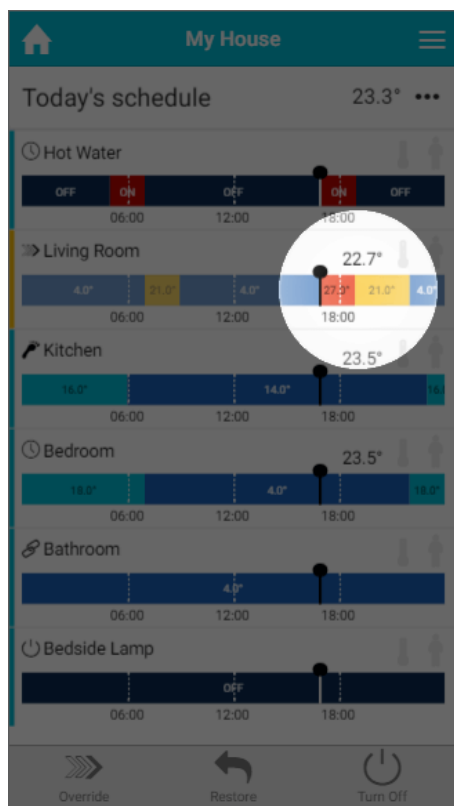 My House
Today's schedule 23.3°
Hot Water
OFF ON OFF ON OFF
06:00 12:00 18:00
Living Room 22.7°
4.0° 21.0° 4.0° 27.0° 21.0° 4.0°
06:00 12:00 18:00
Kitchen 23.5°
16.0° 14.0° 16.
06:00 12:00 18:00
Bedroom 23.5°
18.0° 4.0° 18.0°
06:00 12:00 18:00
Bathroom
4.0°
06:00 12:00 18:00
Bedside Lamp
OFF
06:00 12:00 18:00
Override Restore Turn Off